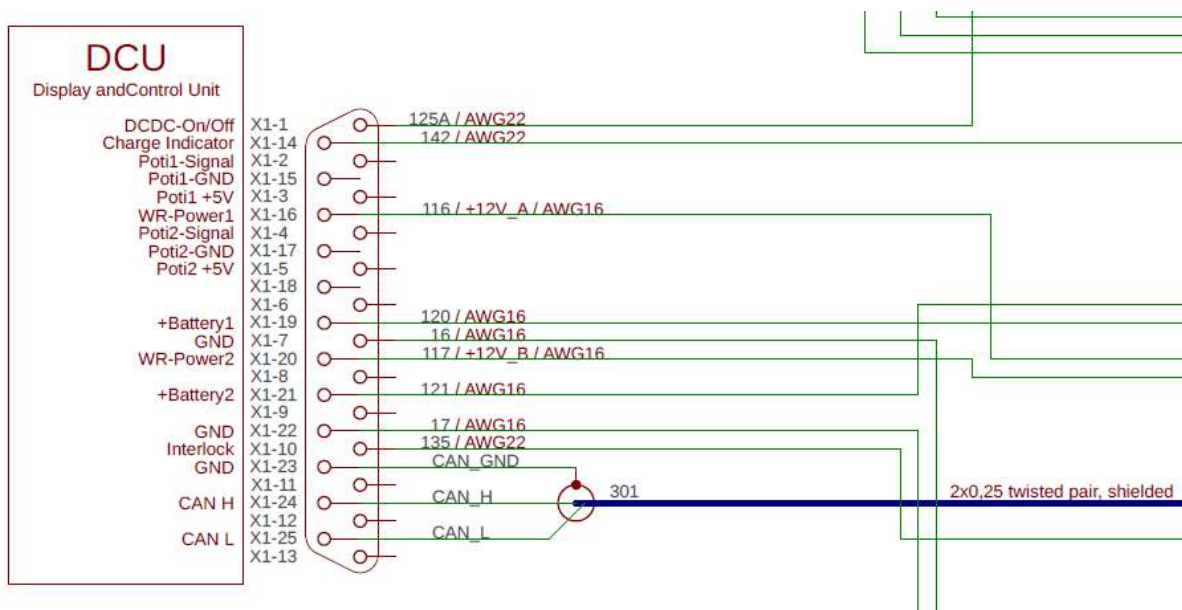 DCU
Display andControl Unit
DCDC-On/Off X1-1 125A / AWG22
Charge Indicator X1-14 142 / AWG22
Poti1-Signal X1-2
Poti1-GND X1-15
Poti1 +5V X1-3
WR-Power1 X1-16 116 / +12V_A / AWG16
Poti2-Signal X1-4
Poti2-GND X1-17
Poti2 +5V X1-5
X1-18
X1-6
+Battery1 X1-19 120 / AWG16
GND X1-7 16 / AWG16
WR-Power2 X1-20 117 / +12V_B / AWG16
X1-8
+Battery2 X1-21 121 / AWG16
X1-9
GND X1-22 17 / AWG16
Interlock X1-10 135 / AWG22
GND X1-23 CAN_GND
X1-11
CAN H X1-24 CAN_H 301 2x0,25 twisted pair, shielded
X1-12
CAN L X1-25 CAN_L
X1-13